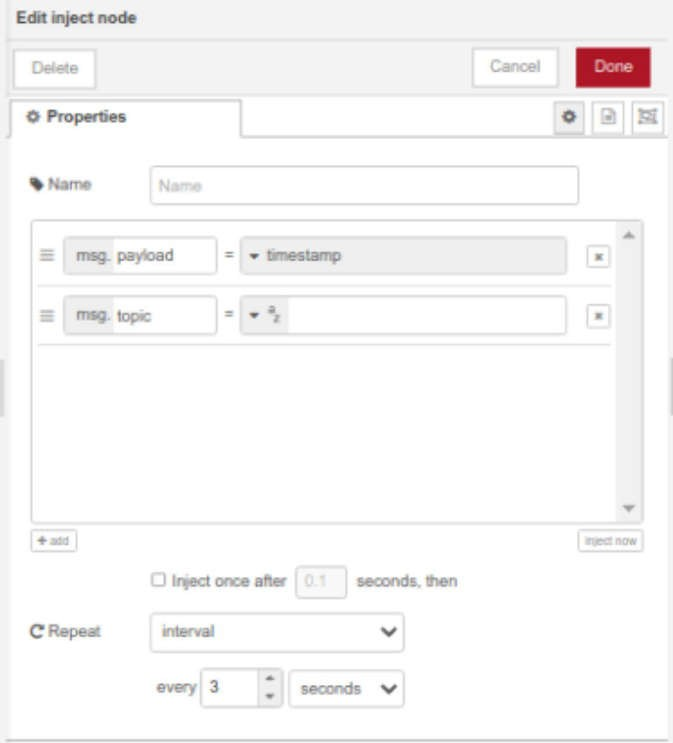 Edit inject node
Delete Cancel Done
Properties
Name Name
msg. payload = timestamp
msg. topic = a z
+ add inject now
Inject once after 0.1 seconds, then
Repeat interval
every 3 seconds